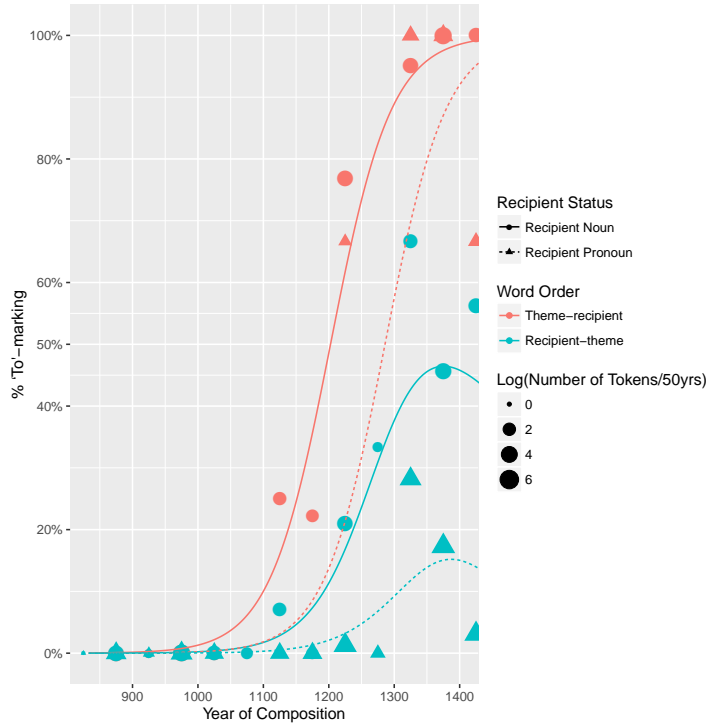 % 'To'−marking
100%
80%
60%
50%
40%
20%
0%
900
1000
1100
1200
1300
1400
Year of Composition
Recipient Status
Recipient Noun
Recipient Pronoun
Word Order
Theme−recipient
Recipient−theme
Log(Number of Tokens/50yrs)
0
2
4
6